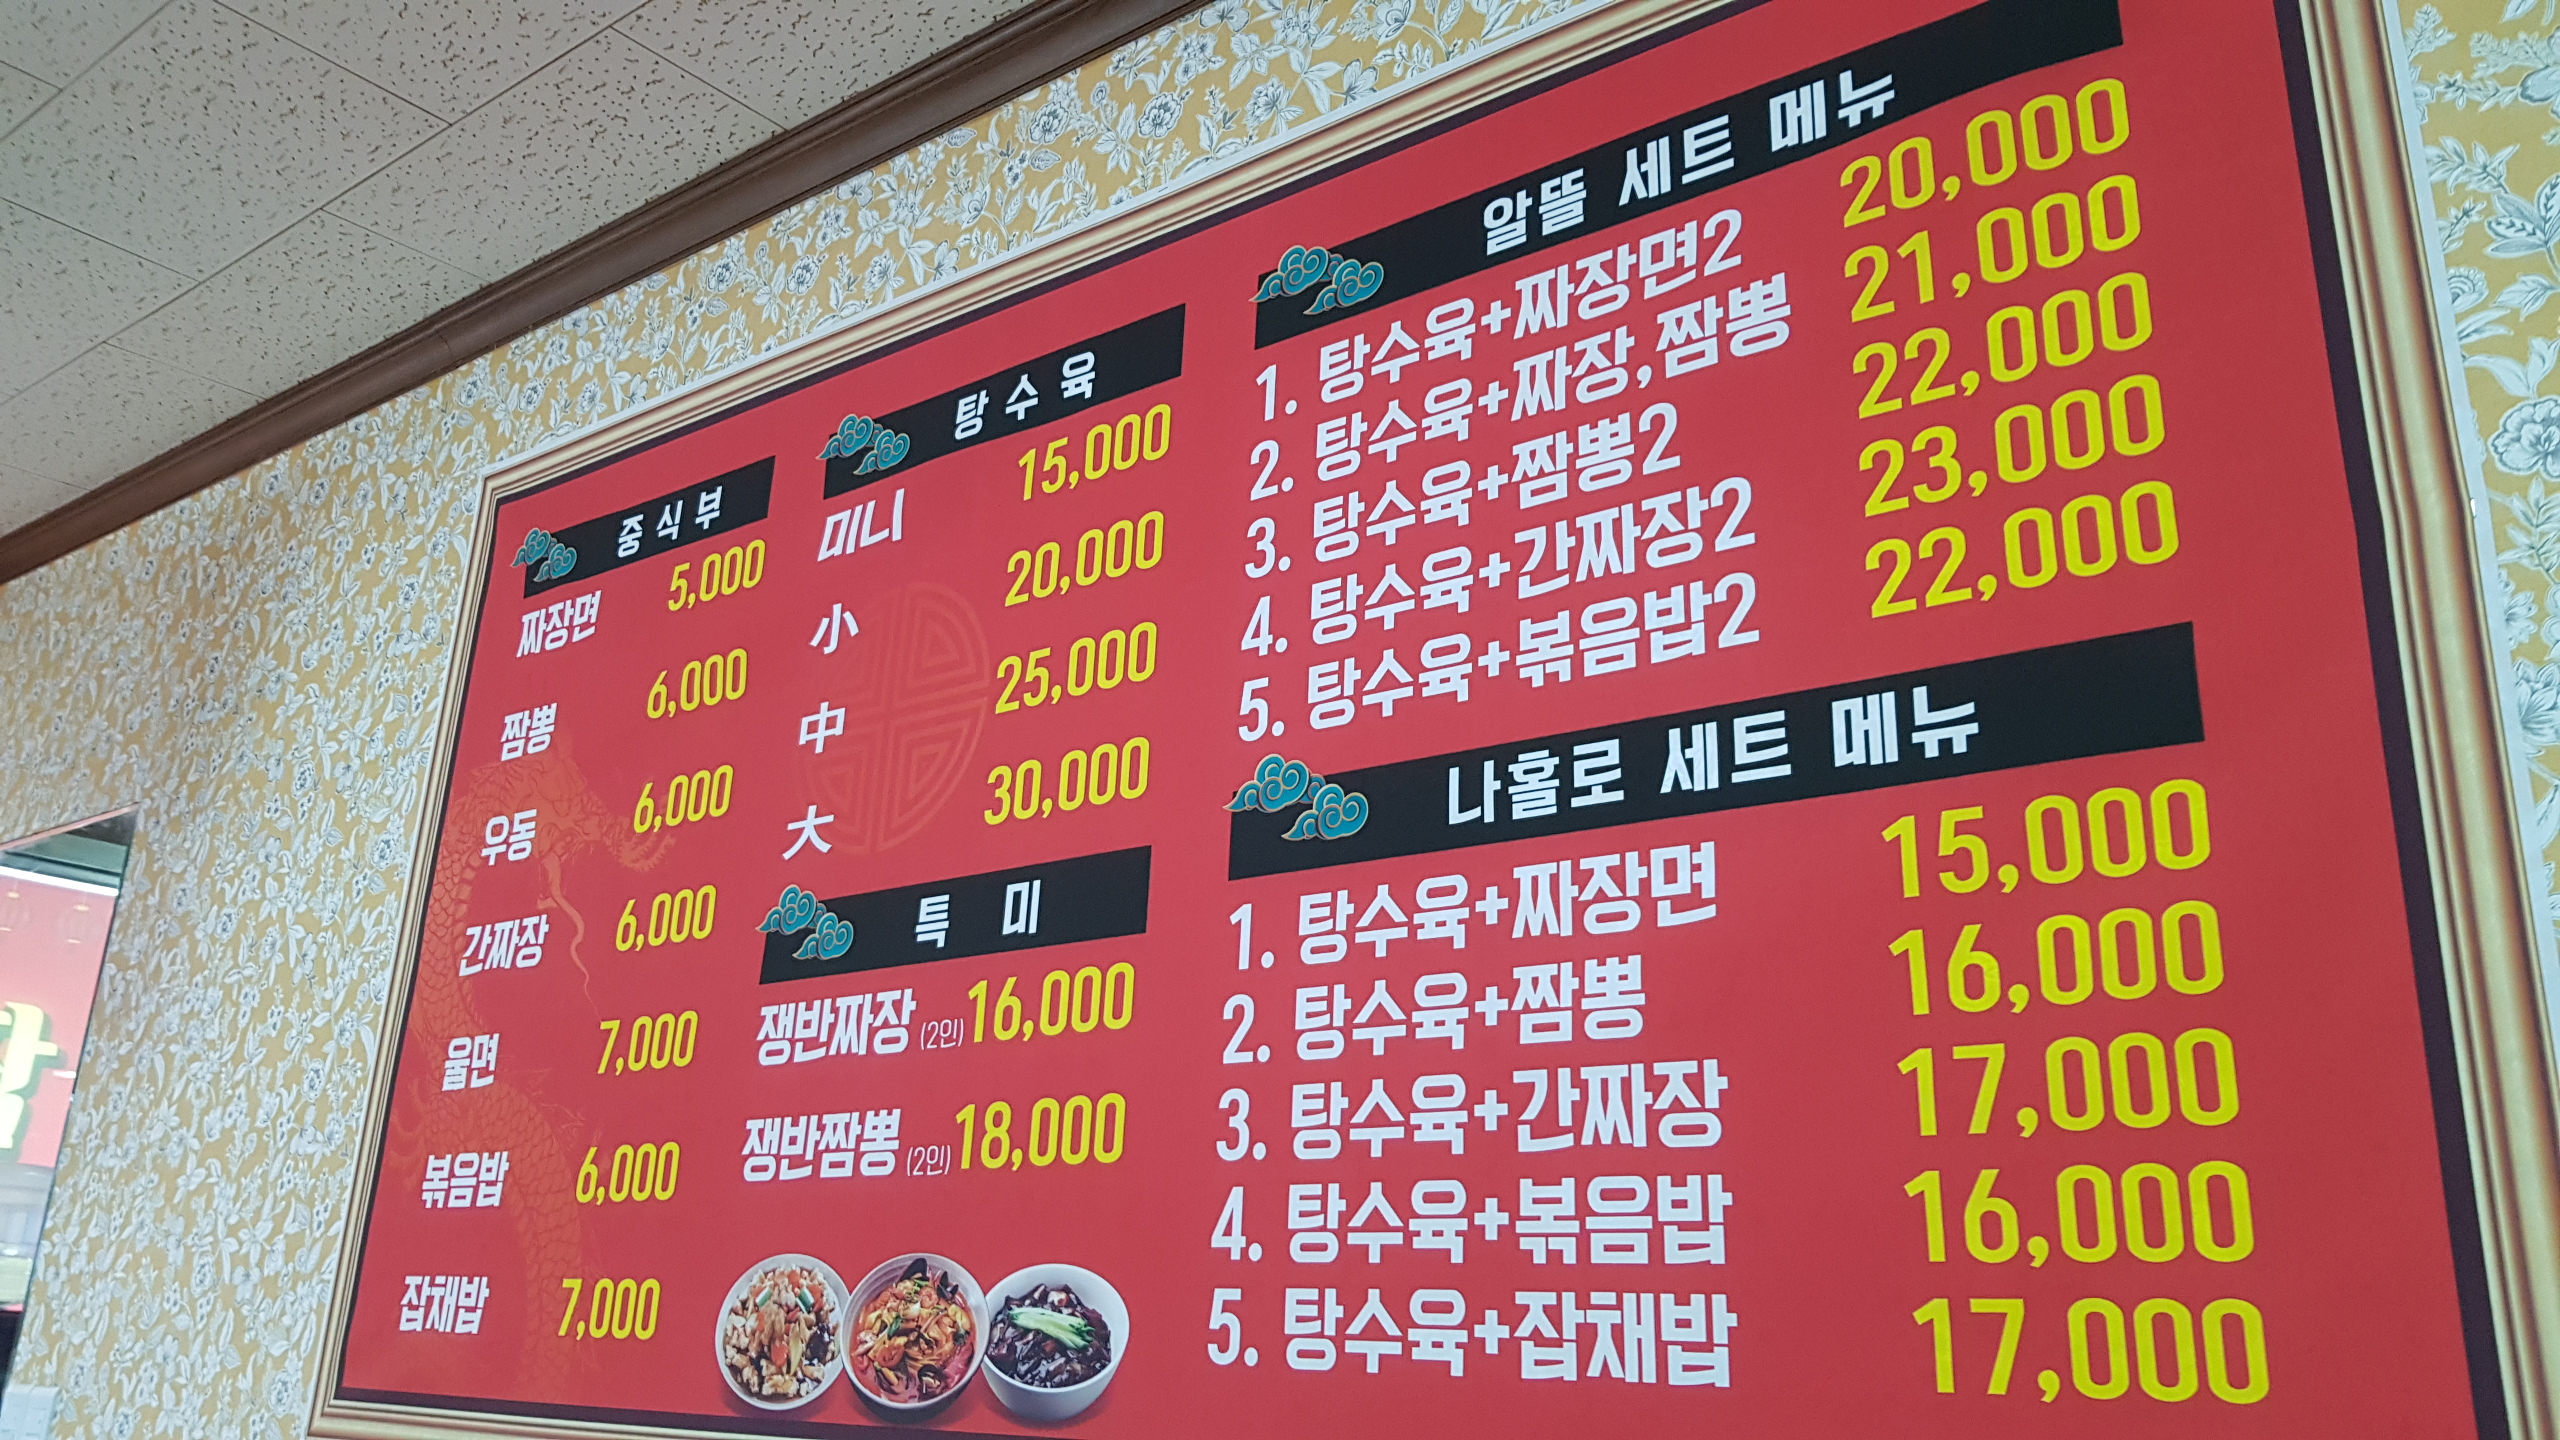 중식부
짜장면 5,000
짬뽕 6,000
우동 6,000
간짜장 6,000
울면 7,000
볶음밥 6,000
잡채밥 7,000
탕수육
미니 15,000
小 20,000
中 25,000
大 30,000
특 미
쟁반짜장 (2인) 16,000
쟁반짬뽕 (2인) 18,000
알뜰 세트 메뉴
1. 탕수육+짜장면2 20,000
2. 탕수육+짜장,짬뽕 21,000
3. 탕수육+짬뽕2 22,000
4. 탕수육+간짜장2 23,000
5. 탕수육+볶음밥2 22,000
나홀로 세트 메뉴
1. 탕수육+짜장면 15,000
2. 탕수육+짬뽕 16,000
3. 탕수육+간짜장 17,000
4. 탕수육+볶음밥 16,000
5. 탕수육+잡채밥 17,000